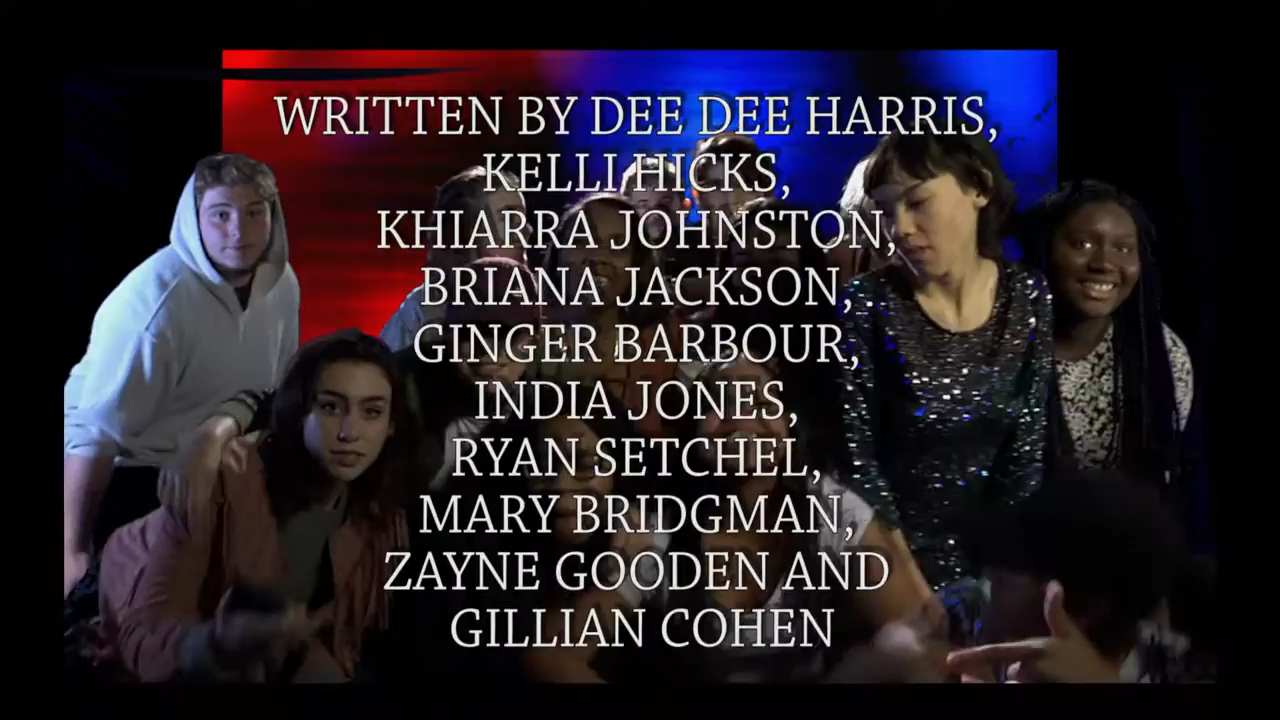 WRITTEN BY DEE DEE HARRIS,
KELLI HICKS,
KHIARRA JOHNSTON,
BRIANA JACKSON,
GINGER BARBOUR,
INDIA JONES,
RYAN SETCHEL,
MARY BRIDGMAN,
ZAYNE GOODEN AND
GILLIAN COHEN